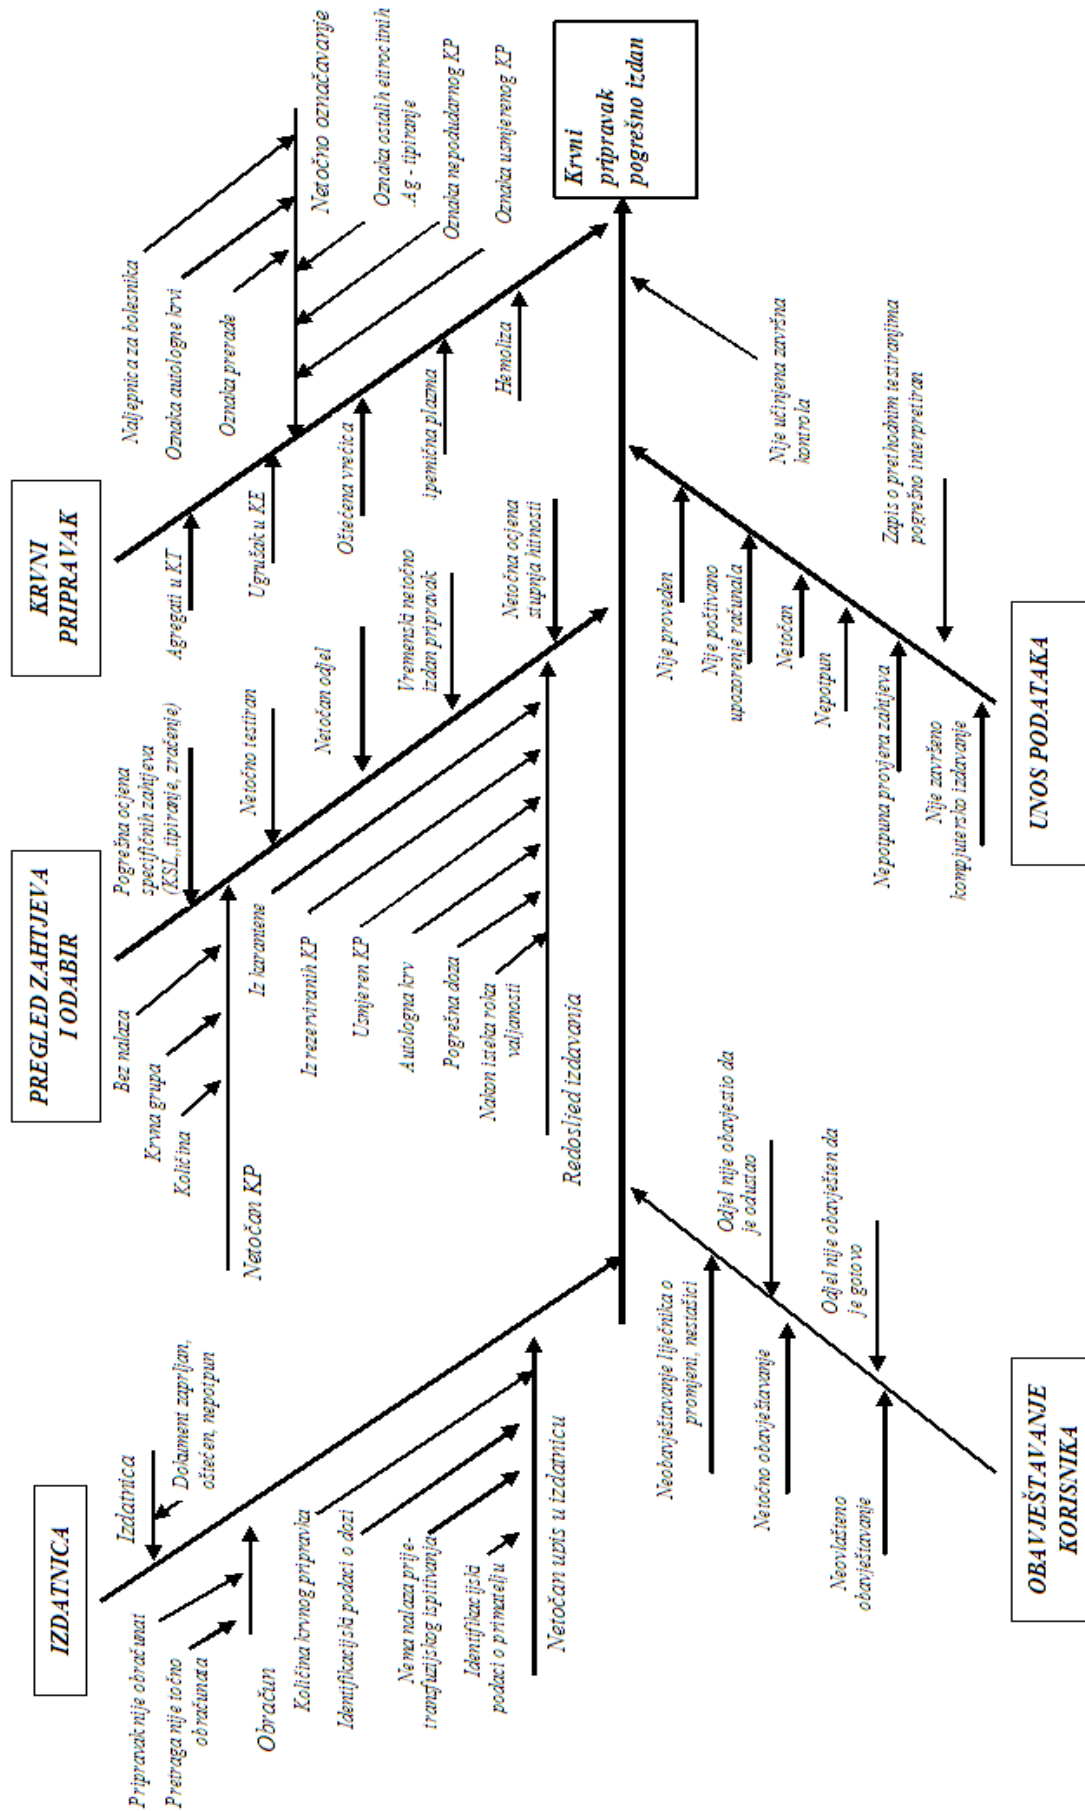 IZDATNICA
PREGLED ZAHTJEVA
I ODABIR
KRVNI
PRIPRAVAK
Izdatnica
Dokument zaprljan,
oštećen, nepotpun
Pripravak nije obračunat
Pretraga nije točno
obračunata
Obračun
Količina krvnog pripravka
Identifikacijski podaci o dozi
Nema nalaza prije-
transfuzijskog ispitivanja
Identifikacijski
podaci o primatelju
Netočan upis u izdatnicu
Pogrešna ocjena
specifičnih zahtjeva
(KSL, tipiranje, zračenje)
Bez nalaza
Krvna grupa
Količina
Netočan KP
Netočno testiran
Netočan odjel
Vremenski netočno
izdan pripravak
Netočna ocjena
stupnja hitnosti
Iz karantene
Iz rezerviranih KP
Usmjeren KP
Autologna krv
Pogrešna doza
Nakon isteka roka
valjanosti
Redoslijed izdavanja
Agregati u KT
Ugrušak u KE
Oštećena vrećica
ipemična plazma
Hemoliza
Naljepnica za bolesnika
Oznaka autologne krvi
Oznaka prerade
Netočno označavanje
Oznaka ostalih eitrocitnih
Ag - tipiranje
Oznaka nepodudarnog KP
Oznaka usmjerenog KP
Krvni
pripravak
pogrešno izdan
Neobavještavanje liječnika o
promjeni, nestašici
Netočno obavještavanje
Neovlašteno
obavještavanje
Odjel nije obavjestio da
je odustao
Odjel nije obavješten da
je gotovo
Nije proveden
Nije poštivano
upozorenje računala
Netočan
Nepotpun
Nepotpuna provjera zahtjeva
Nije završeno
kompjutersko izdavanje
Nije učinjena završna
kontrola
Zapis o prethodnim testiranjima
pogrešno interpretiran
OBAVJEŠTAVANJE
KORISNIKA
UNOS PODATAKA